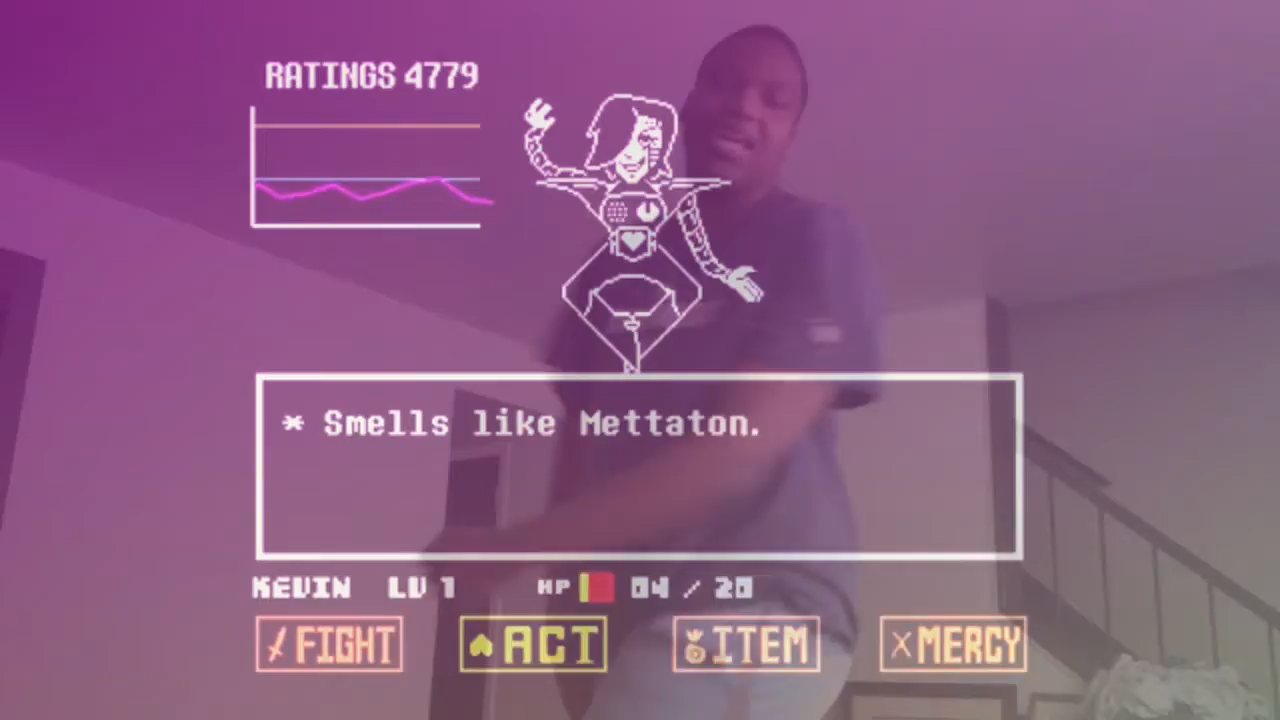 RATINGS 4779
* Smells like Mettaton.
KEVIN LV 1 HP 04 / 20
FIGHT ACT ITEM MERCY